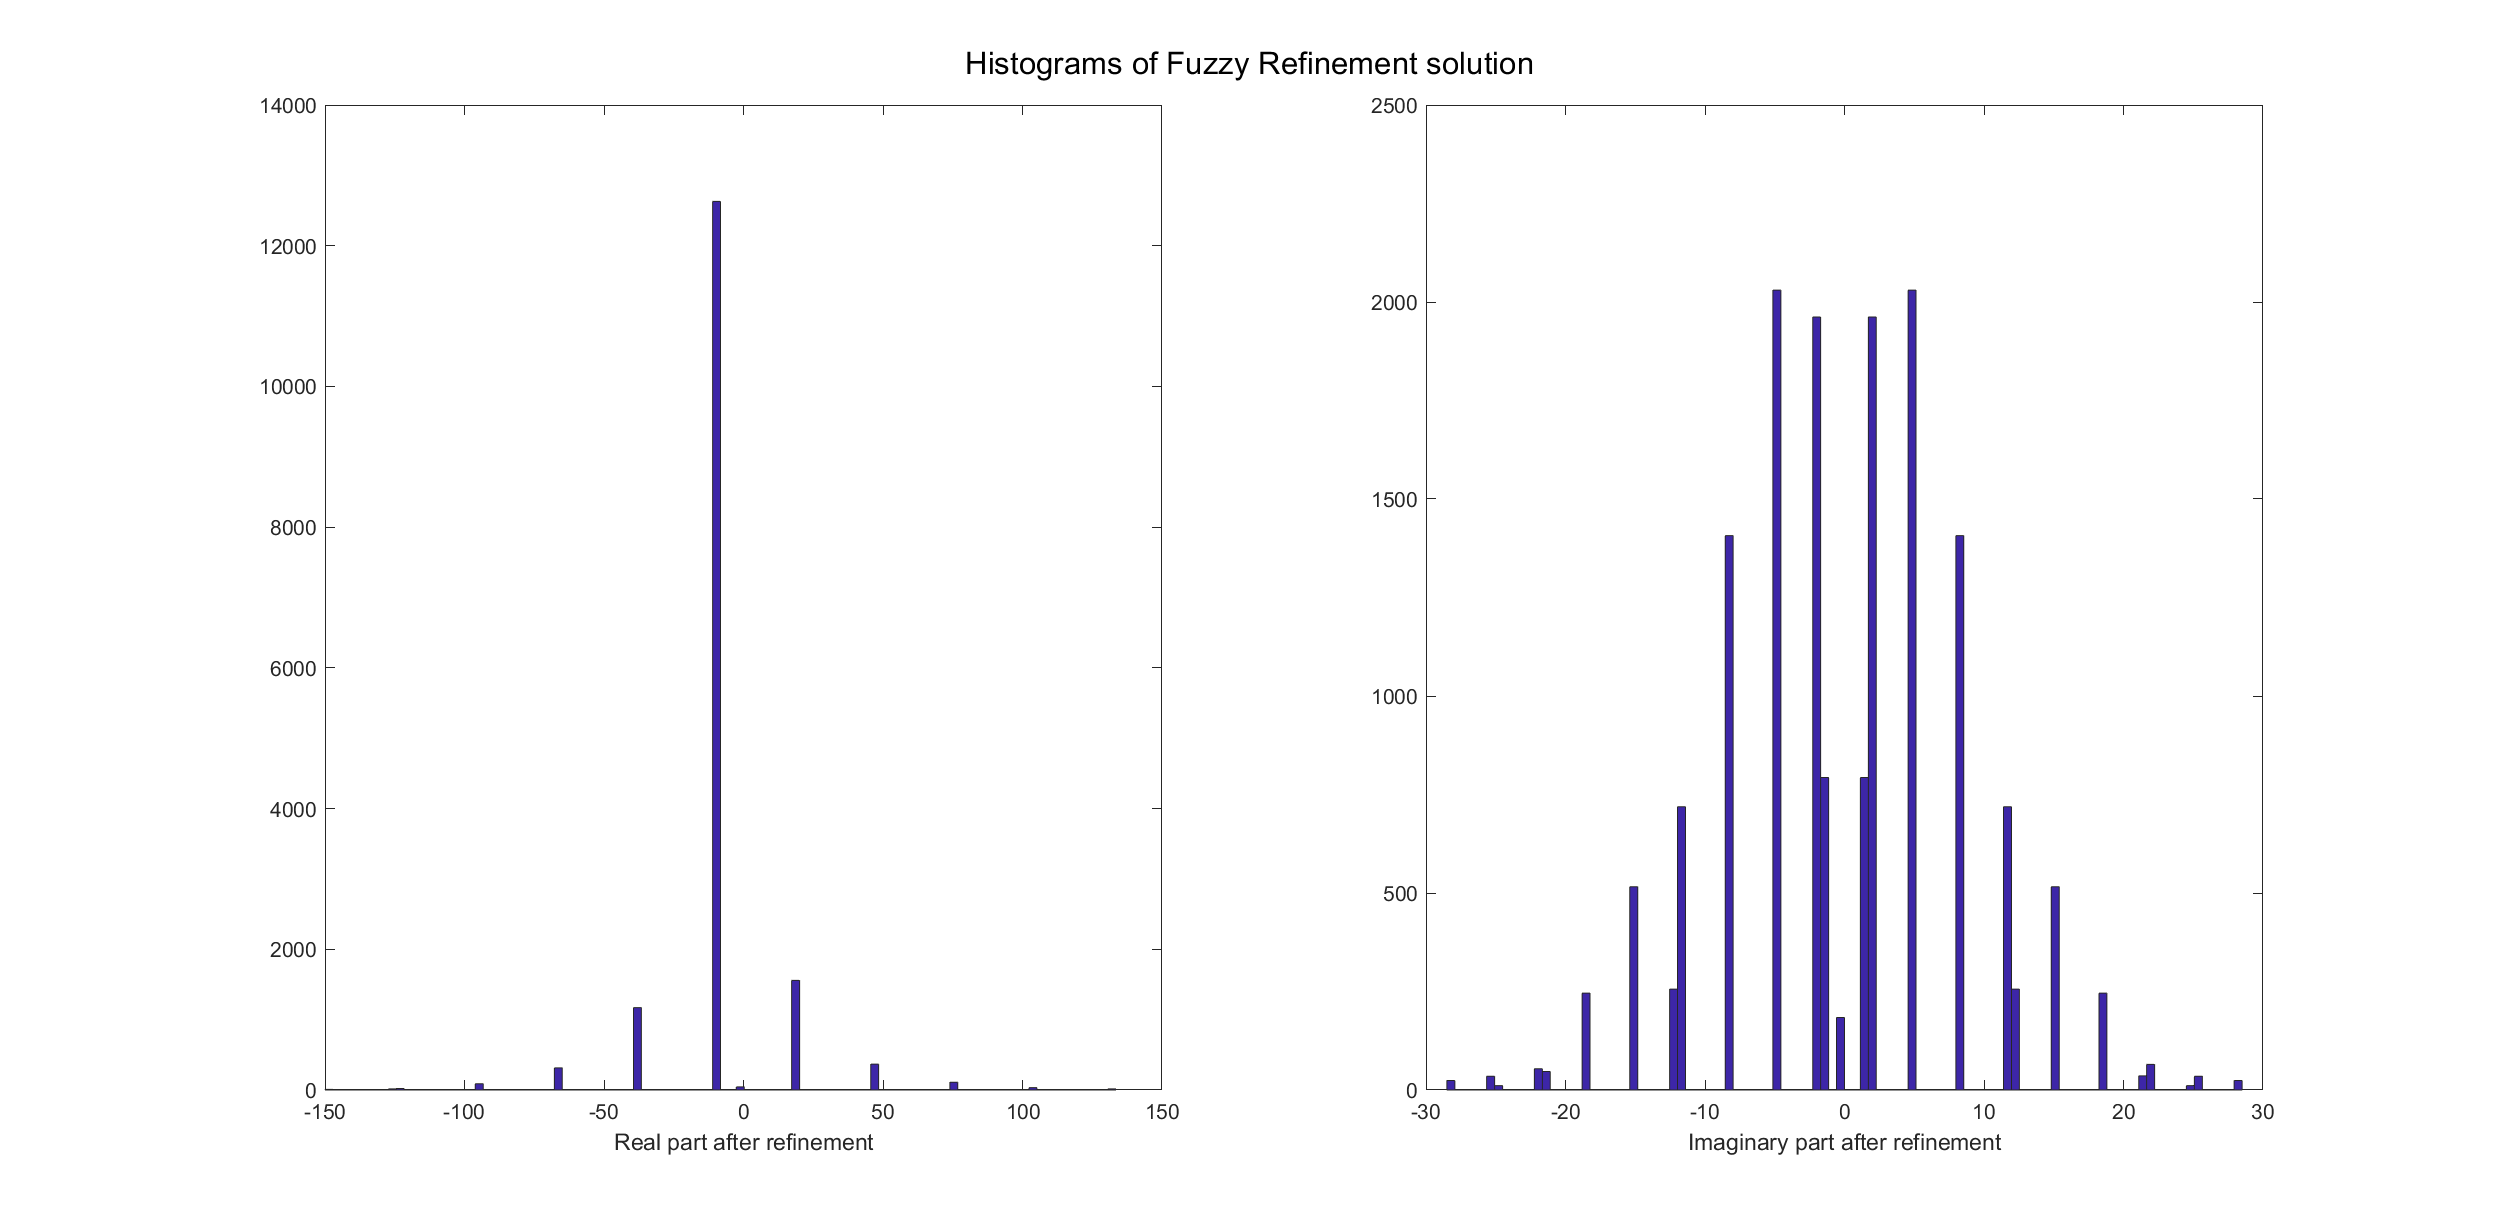 Histograms of Fuzzy Refinement solution
14000
12000
10000
8000
6000
4000
2000
0
-150 -100 -50 0 50 100 150
Real part after refinement
2500
2000
1500
1000
500
0
-30 -20 -10 0 10 20 30
Imaginary part after refinement